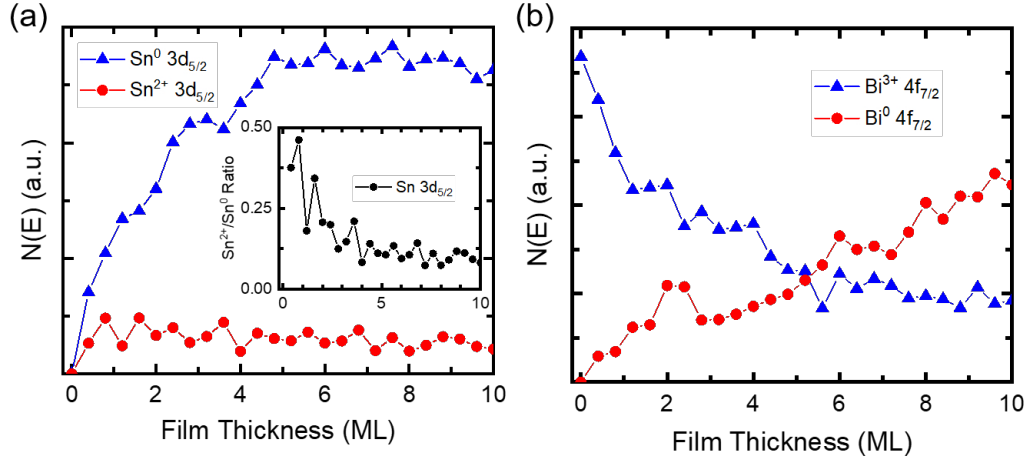 (a)
N(E) (a.u.)
Sn⁰ 3d₅/₂
Sn²⁺ 3d₅/₂
0.50
0.25
0.00
Sn²⁺/Sn⁰ Ratio
Sn 3d₅/₂
0 5 10
0 2 4 6 8 10
Film Thickness (ML)
(b)
N(E) (a.u.)
Bi³⁺ 4f₇/₂
Bi⁰ 4f₇/₂
0 2 4 6 8 10
Film Thickness (ML)